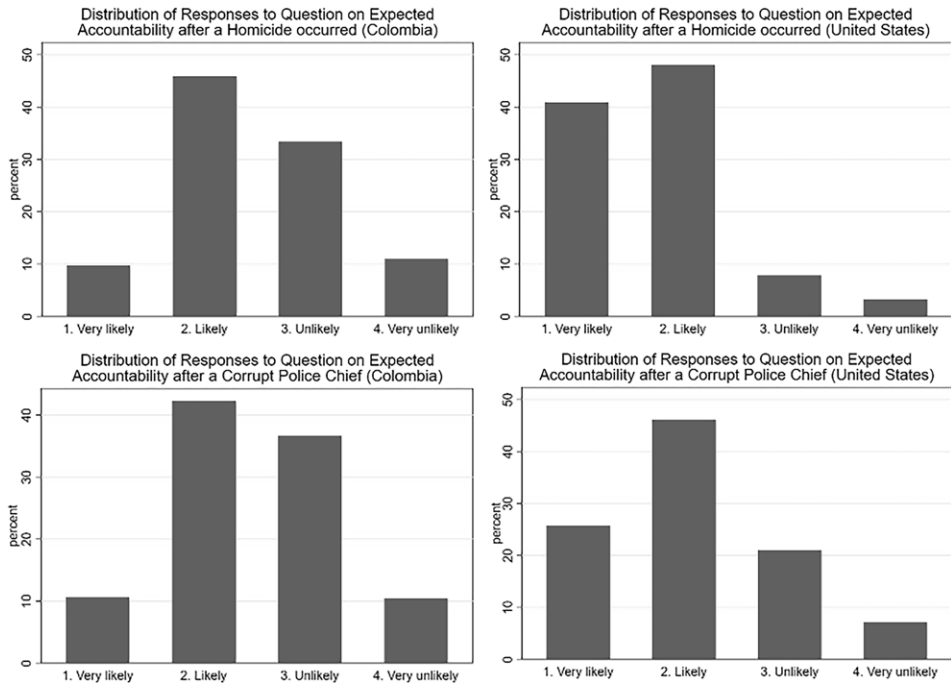 Distribution of Responses to Question on Expected
Accountability after a Homicide occurred (Colombia)
50
40
30
20
10
0
percent
1. Very likely 2. Likely 3. Unlikely 4. Very unlikely
Distribution of Responses to Question on Expected
Accountability after a Homicide occurred (United States)
50
40
30
20
10
0
percent
1. Very likely 2. Likely 3. Unlikely 4. Very unlikely
Distribution of Responses to Question on Expected
Accountability after a Corrupt Police Chief (Colombia)
40
30
20
10
0
percent
1. Very likely 2. Likely 3. Unlikely 4. Very unlikely
Distribution of Responses to Question on Expected
Accountability after a Corrupt Police Chief (United States)
50
40
30
20
10
0
percent
1. Very likely 2. Likely 3. Unlikely 4. Very unlikely